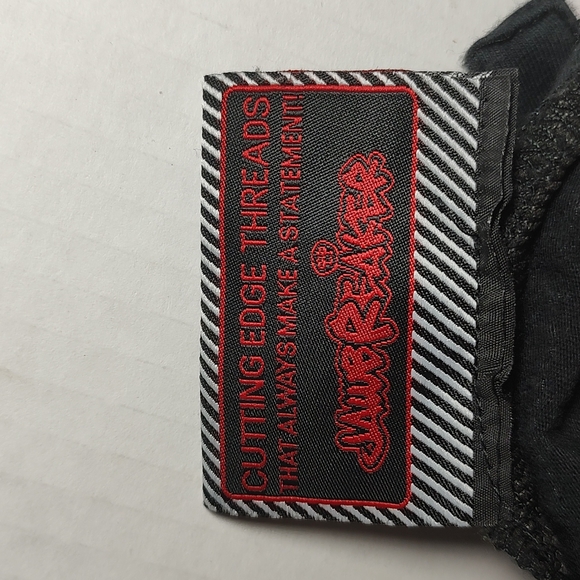 CUTTING EDGE THREADS
THAT ALWAYS MAKE A STATEMENT!
JAWBREAKER